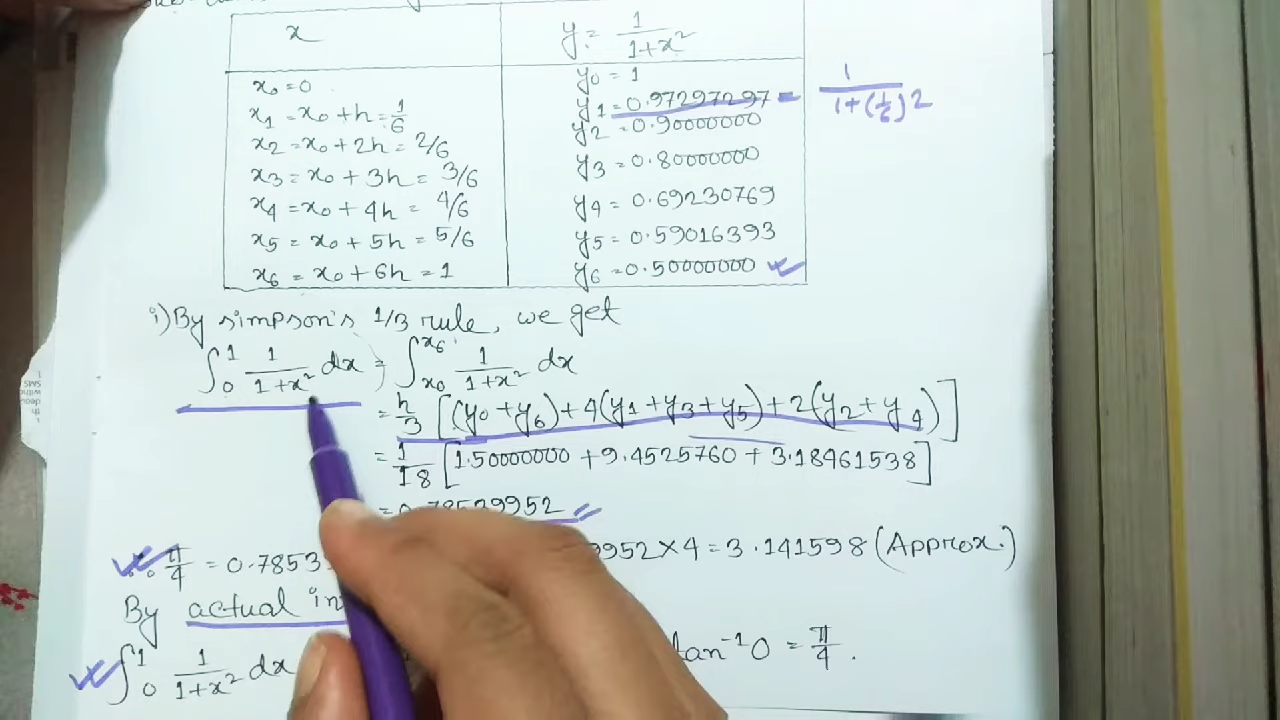 x y = 1/(1+x²)
x₀ = 0 y₀ = 1
x₁ = x₀ + h = 1/6 y₁ = 0.97297297 = 1/(1+(1/6)2
x₂ = x₀ + 2h = 2/6 y₂ = 0.90000000
x₃ = x₀ + 3h = 3/6 y₃ = 0.80000000
x₄ = x₀ + 4h = 4/6 y₄ = 0.69230769
x₅ = x₀ + 5h = 5/6 y₅ = 0.59016393
x₆ = x₀ + 6h = 1 y₆ = 0.50000000
i) By simpson's 1/3 rule, we get
∫₀¹ 1/(1+x²) dx = ∫ₓ₀ˣ⁶ 1/(1+x²) dx
= h/3 [(y₀+y₆)+4(y₁+y₃+y₅)+2(y₂+y₄)]
= 1/18 [1.50000000 + 9.4525760 + 3.18461538]
= 0.78539952
∴ π/4 = 0.7853 9952×4 = 3.141598 (Approx.)
By actual
∫₀¹ 1/(1+x²) dx tan⁻¹0 = π/4.